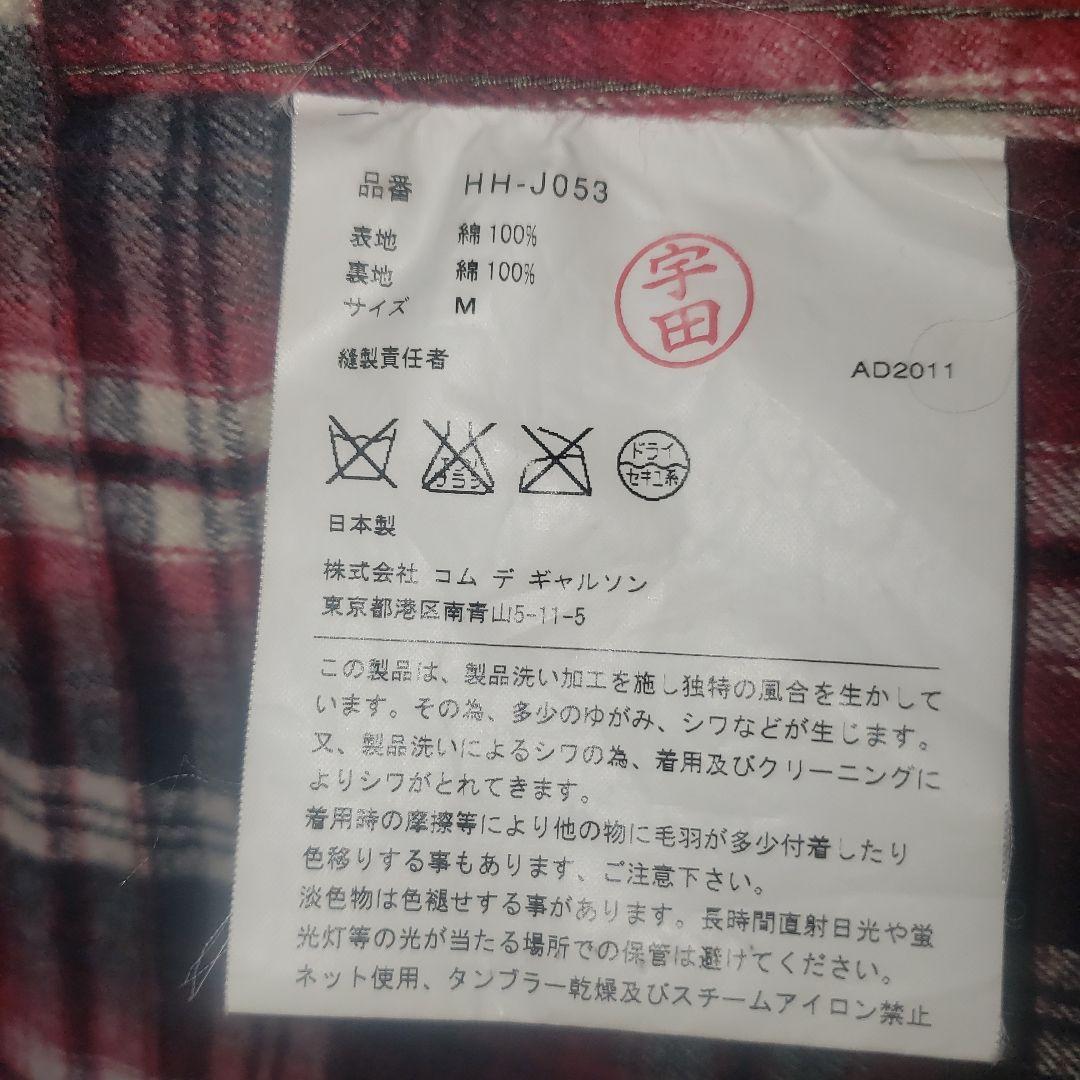 品番 HH-J053
表地 綿 100%
裏地 綿 100%
サイズ M
宇田
縫製責任者
AD2011
エンソ
サラシ
ドライ
セキユ系
日本製
株式会社 コム デ ギャルソン
東京都港区南青山5-11-5
この製品は、製品洗い加工を施し独特の風合を生かして
います。その為、多少のゆがみ、シワなどが生じます。
又、製品洗いによるシワの為、着用及びクリーニングに
よりシワがとれてきます。
着用時の摩擦等により他の物に毛羽が多少付着したり
色移りする事もあります、ご注意下さい。
淡色物は色褪せする事があります。長時間直射日光や蛍
光灯等の光が当たる場所での保管は避けてください。
ネット使用、タンブラー乾燥及びスチームアイロン禁止